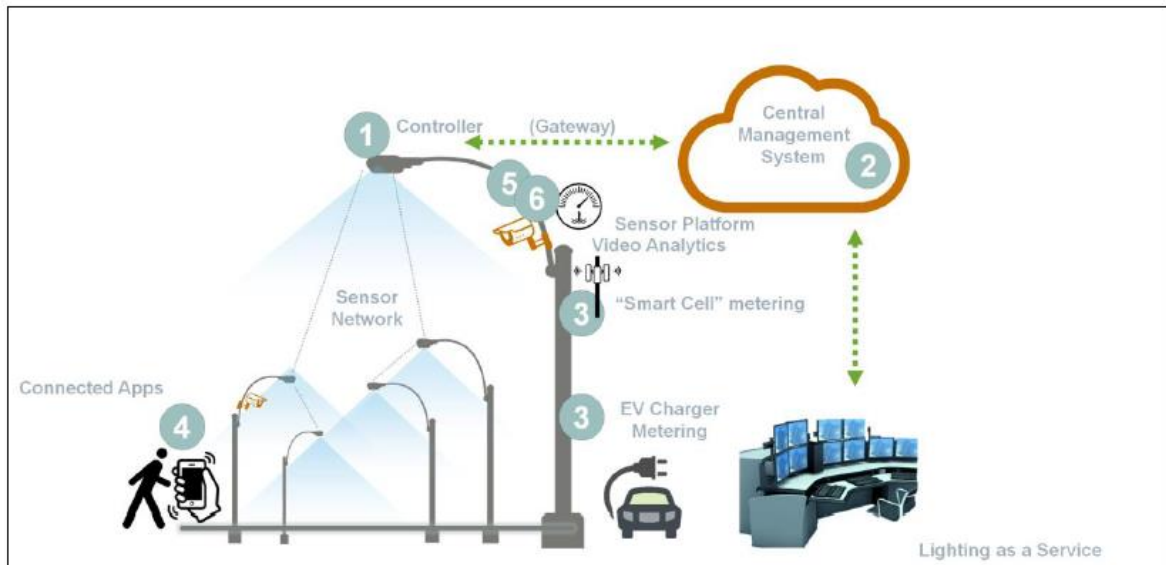 1
Controller
(Gateway)
Central
Management
System
2
5
6
Sensor Platform
Video Analytics
3
"Smart Cell" metering
Sensor
Network
Connected Apps
4
3
EV Charger
Metering
Lighting as a Service